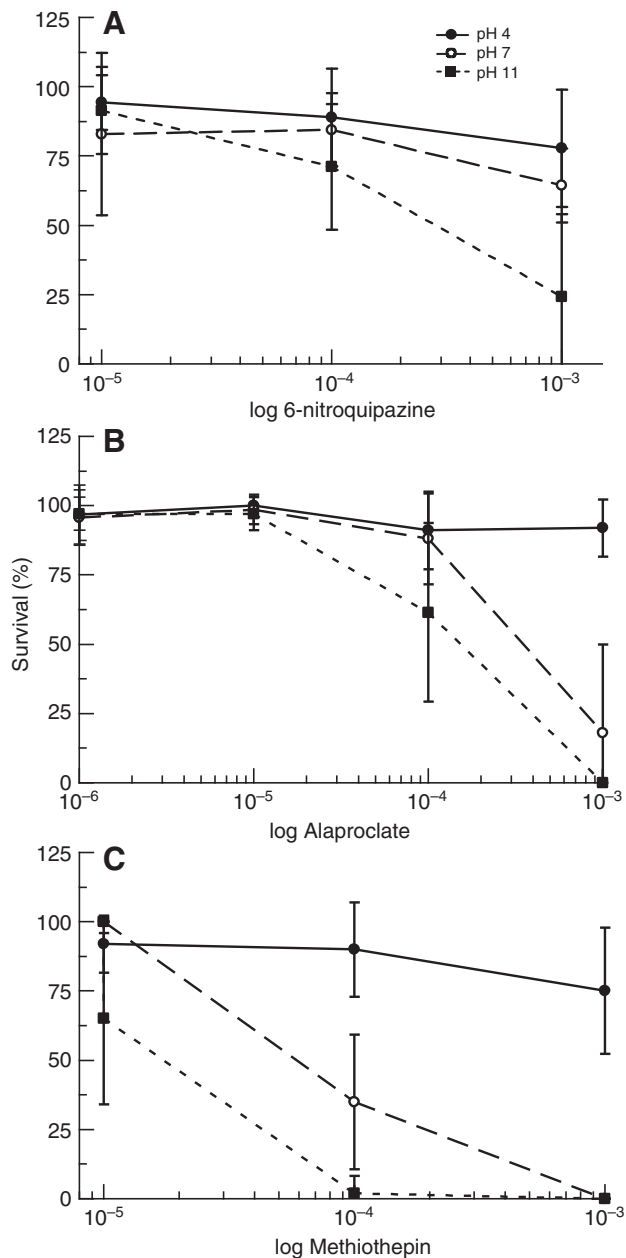 A
pH 4
pH 7
pH 11
125
100
75
50
25
0
10⁻⁵ 10⁻⁴ 10⁻³
log 6-nitroquipazine
B
125
100
75
50
25
0
Survival (%)
10⁻⁶ 10⁻⁵ 10⁻⁴ 10⁻³
log Alaproclate
C
125
100
75
50
25
0
10⁻⁵ 10⁻⁴ 10⁻³
log Methiothepin